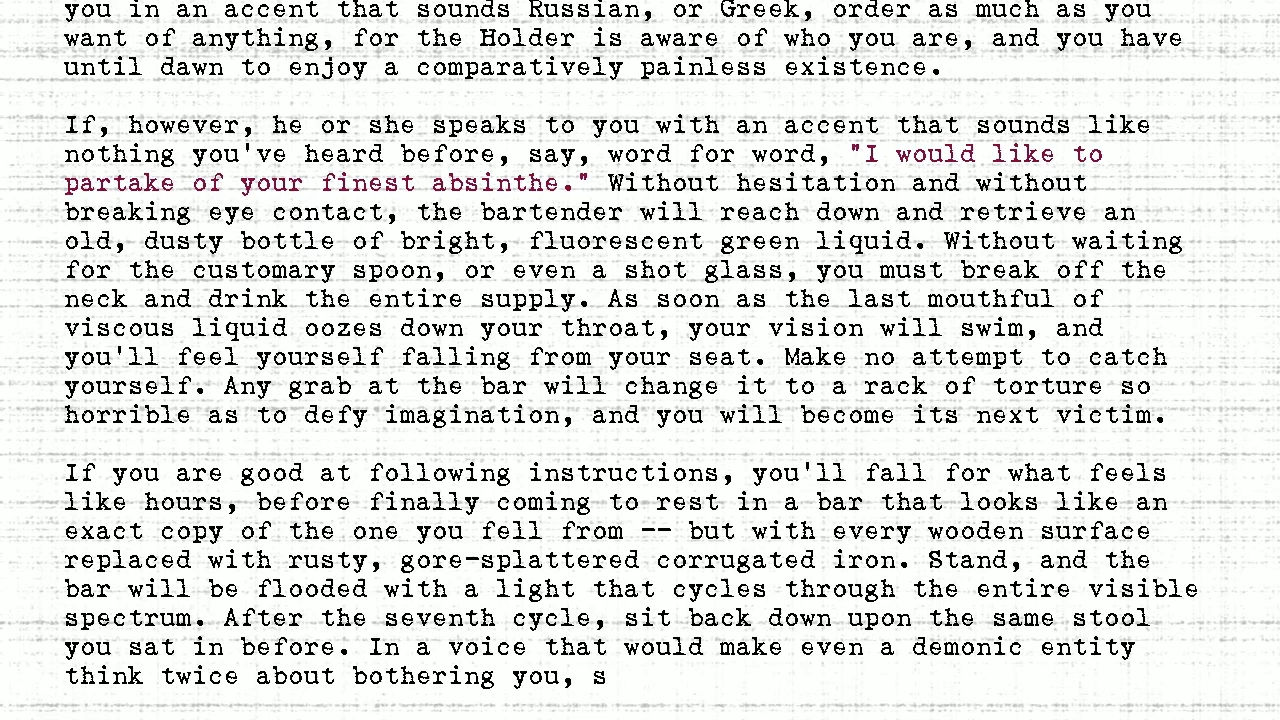 you in an accent that sounds Russian, or Greek, order as much as you
want of anything, for the Holder is aware of who you are, and you have
until dawn to enjoy a comparatively painless existence.
If, however, he or she speaks to you with an accent that sounds like
nothing you've heard before, say, word for word, "I would like to
partake of your finest absinthe." Without hesitation and without
breaking eye contact, the bartender will reach down and retrieve an
old, dusty bottle of bright, fluorescent green liquid. Without waiting
for the customary spoon, or even a shot glass, you must break off the
neck and drink the entire supply. As soon as the last mouthful of
viscous liquid oozes down your throat, your vision will swim, and
you'll feel yourself falling from your seat. Make no attempt to catch
yourself. Any grab at the bar will change it to a rack of torture so
horrible as to defy imagination, and you will become its next victim.
If you are good at following instructions, you'll fall for what feels
like hours, before finally coming to rest in a bar that looks like an
exact copy of the one you fell from -- but with every wooden surface
replaced with rusty, gore-splattered corrugated iron. Stand, and the
bar will be flooded with a light that cycles through the entire visible
spectrum. After the seventh cycle, sit back down upon the same stool
you sat in before. In a voice that would make even a demonic entity
think twice about bothering you, s